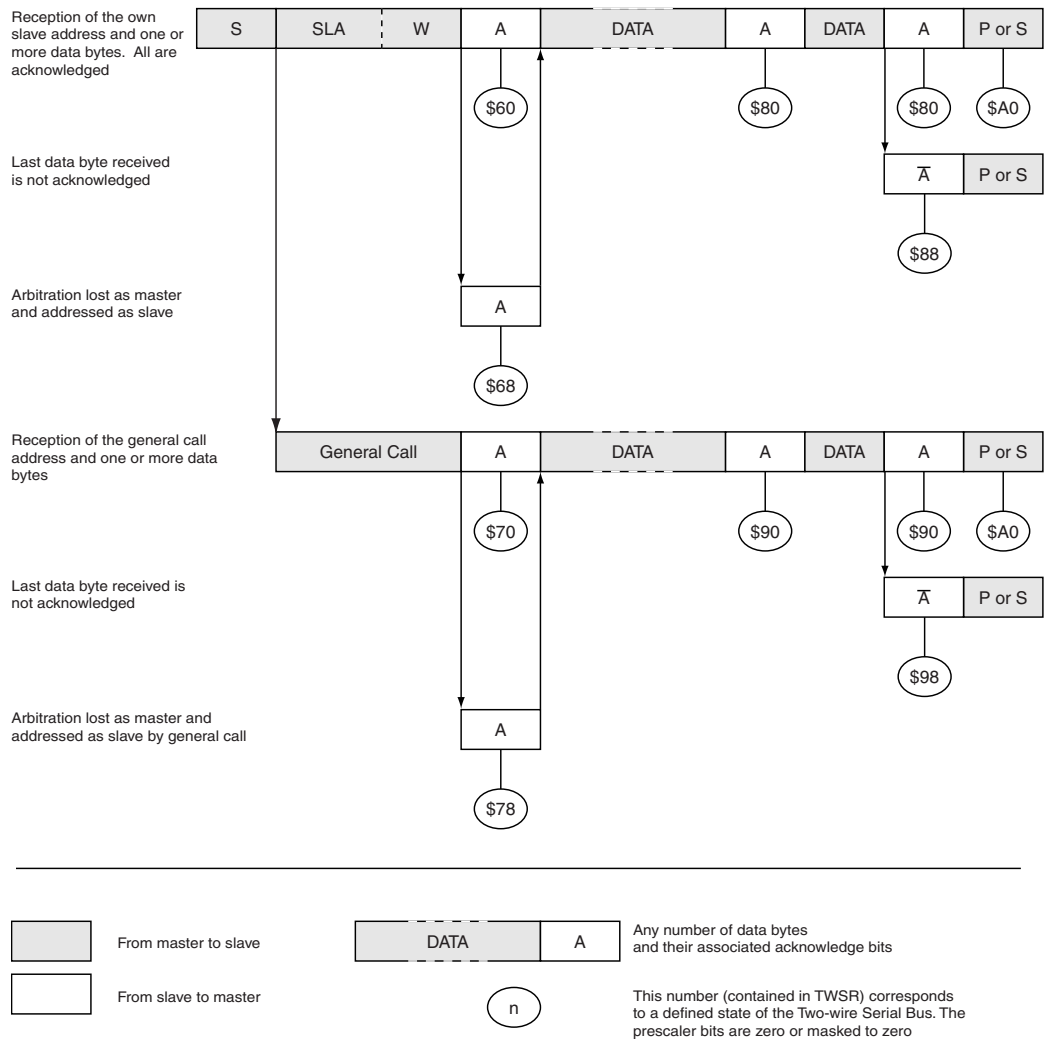 Reception of the own
slave address and one or
more data bytes. All are
acknowledged
S SLA W A DATA A DATA A P or S
$60 $80 $80 $A0
Last data byte received
is not acknowledged
A̅ P or S
$88
Arbitration lost as master
and addressed as slave
A
$68
Reception of the general call
address and one or more data
bytes
General Call A DATA A DATA A P or S
$70 $90 $90 $A0
Last data byte received is
not acknowledged
A̅ P or S
$98
Arbitration lost as master and
addressed as slave by general call
A
$78
From master to slave
DATA A
Any number of data bytes
and their associated acknowledge bits
From slave to master
n
This number (contained in TWSR) corresponds
to a defined state of the Two-wire Serial Bus. The
prescaler bits are zero or masked to zero